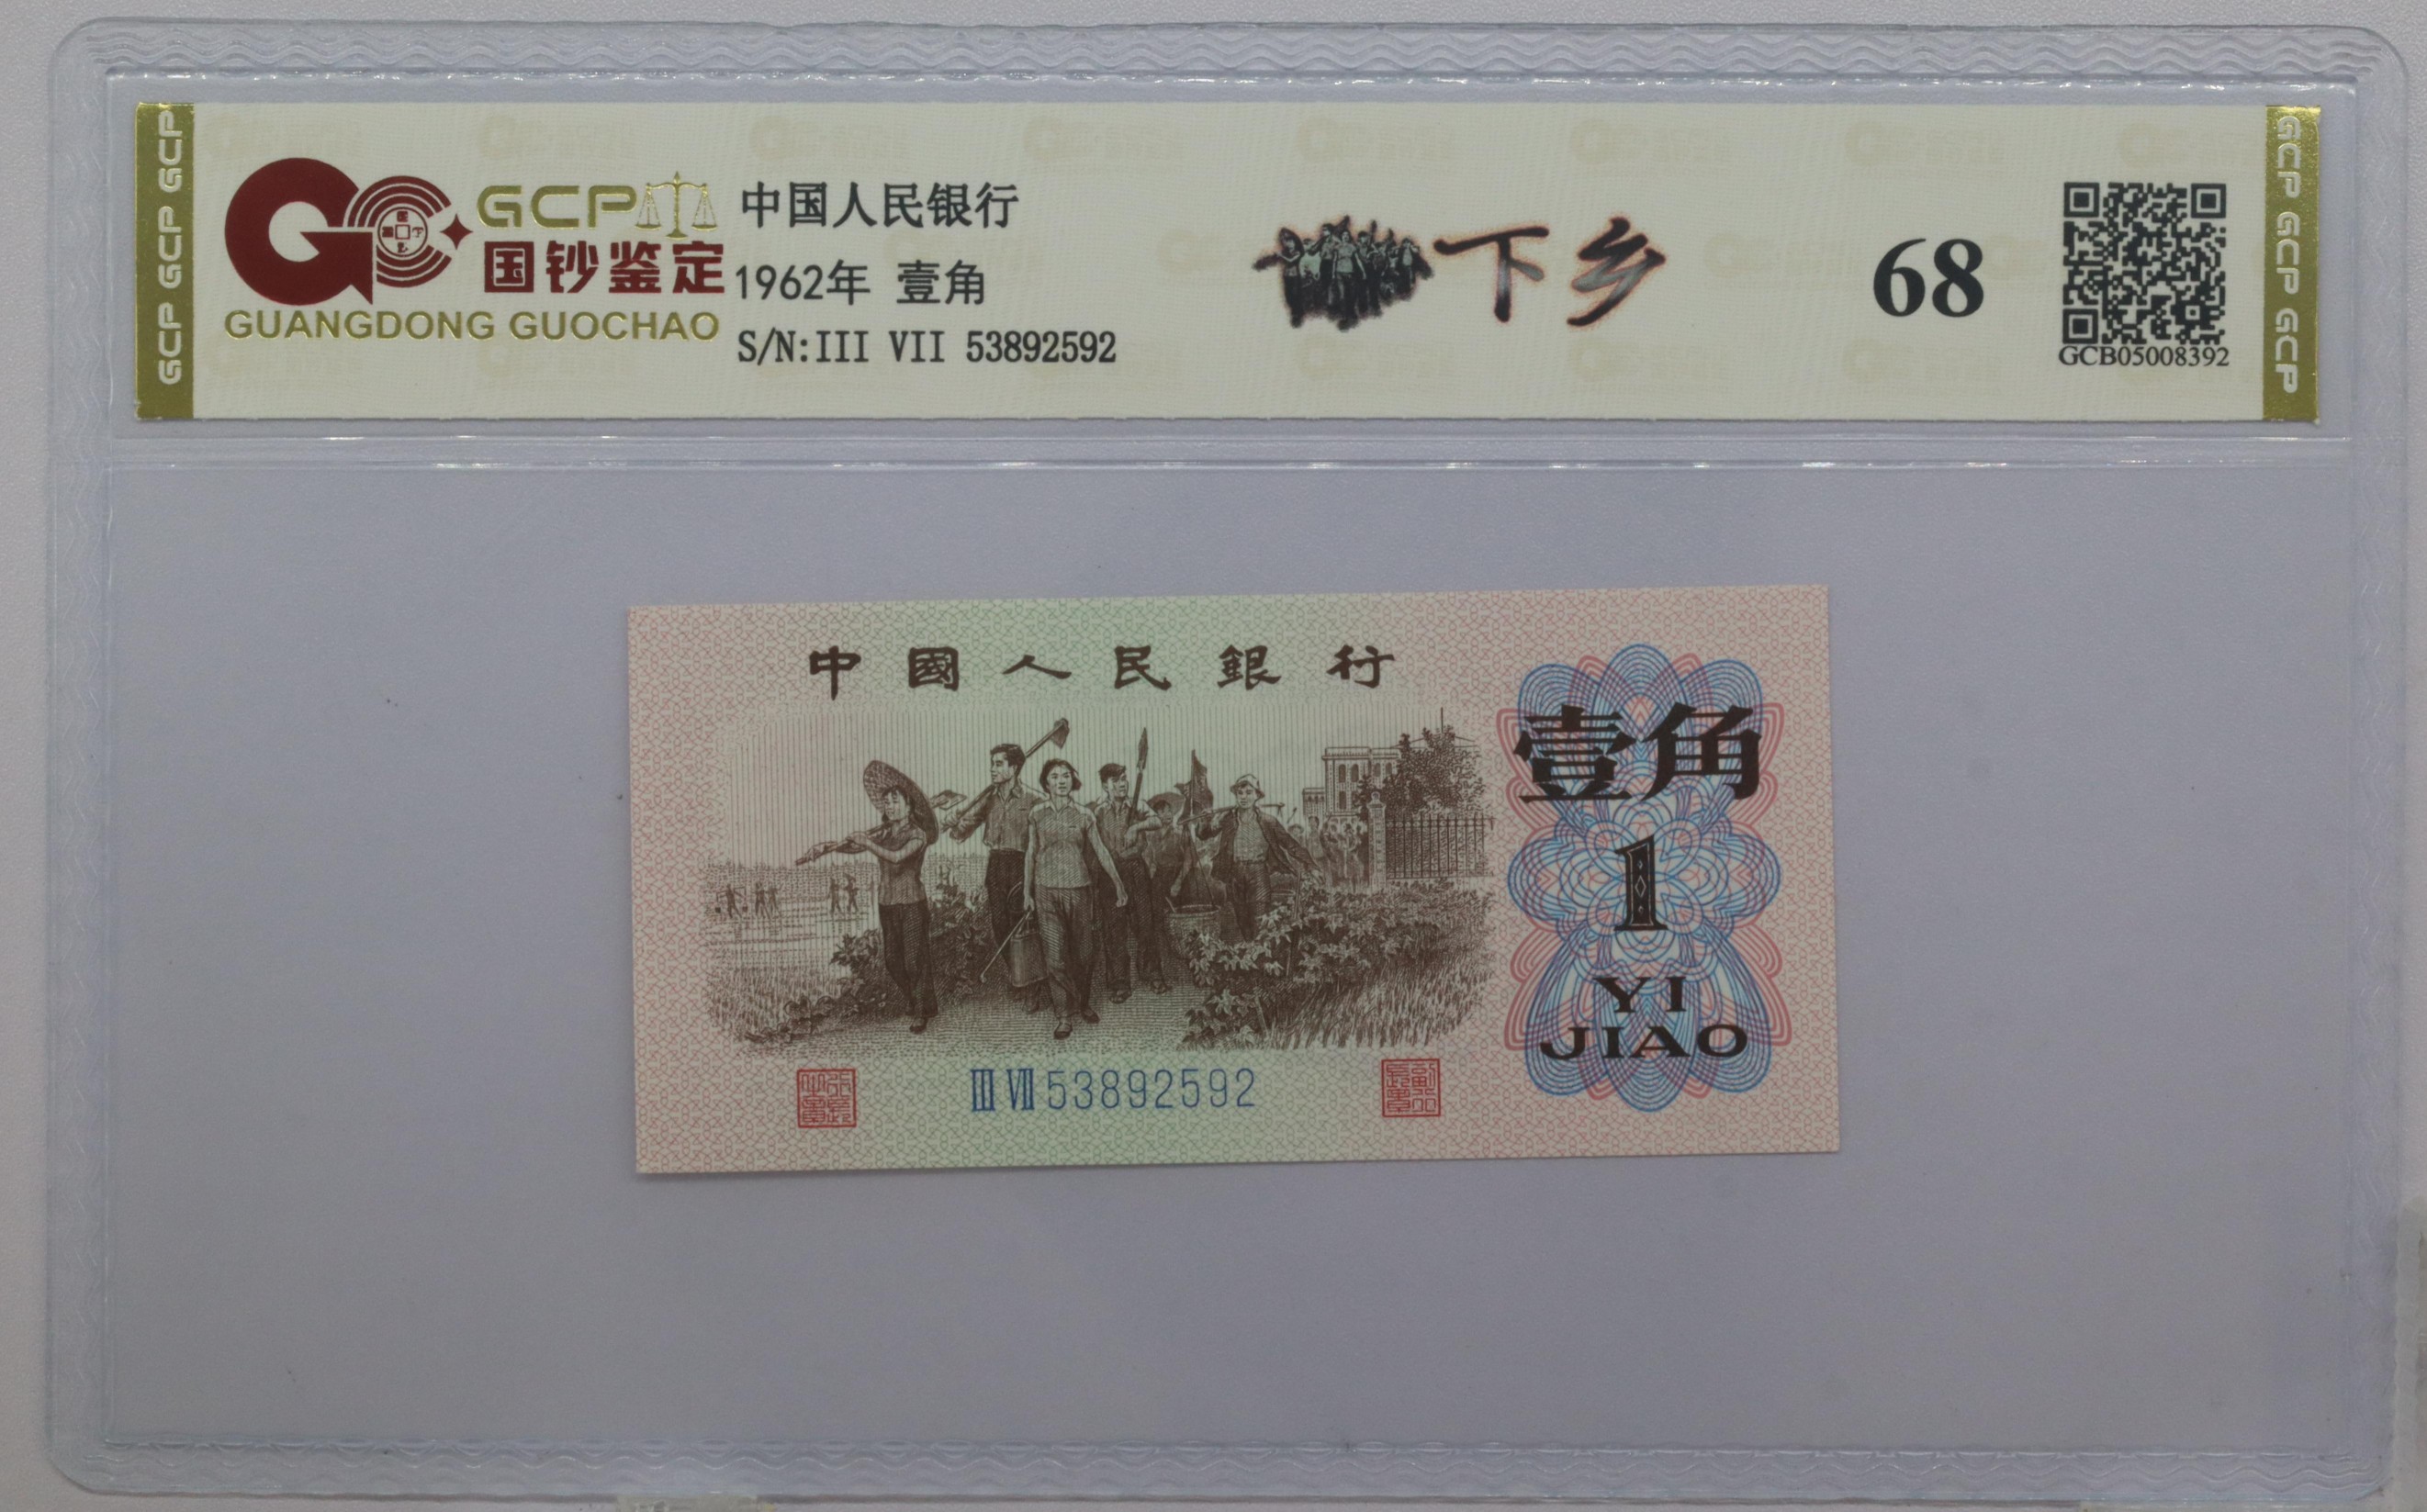 GCP GCP GCP
GCP
国钞鉴定
GUANGDONG GUOCHAO
中国人民银行
1962年 壹角
S/N:III VII 53892592
下乡
68
GCB05008392
GCP GCP GCP
中國人民銀行
壹角
1
YI
JIAO
III VII 53892592